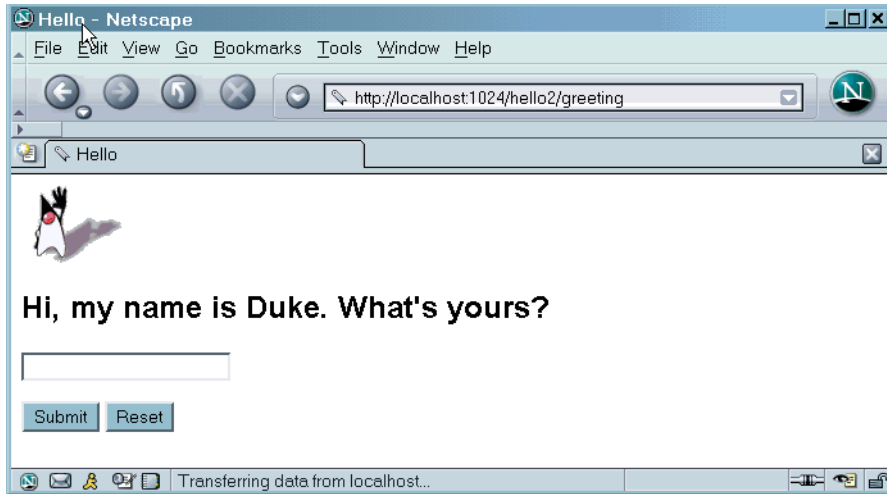 Hello - Netscape
File Edit View Go Bookmarks Tools Window Help
http://localhost:1024/hello2/greeting
N
Hello
Hi, my name is Duke. What's yours?
Submit Reset
Transferring data from localhost...